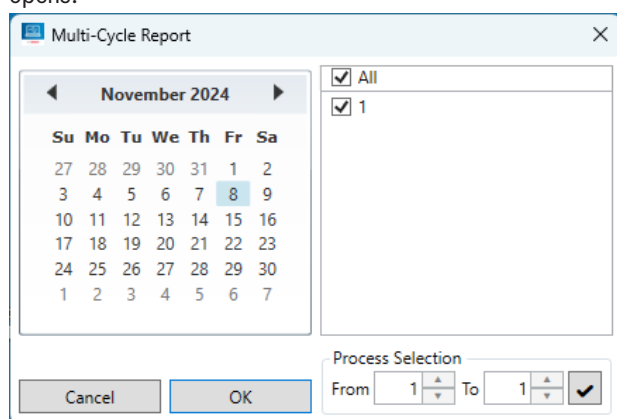 opens.
Multi-Cycle Report
November 2024
Su Mo Tu We Th Fr Sa
27 28 29 30 31 1 2
3 4 5 6 7 8 9
10 11 12 13 14 15 16
17 18 19 20 21 22 23
24 25 26 27 28 29 30
1 2 3 4 5 6 7
All
1
Process Selection
From 1 To 1
Cancel OK